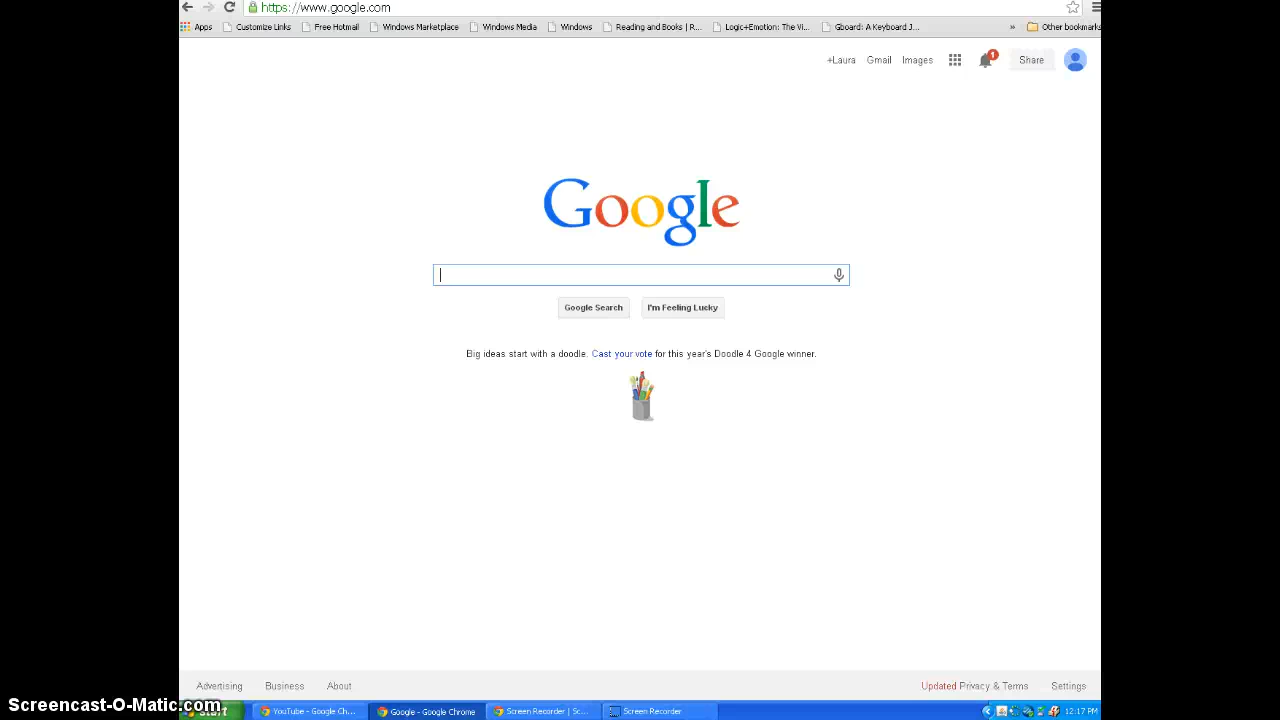 https://www.google.com
Apps Customize Links Free Hotmail Windows Marketplace Windows Media Windows Reading and Books | R... Logic+Emotion: The Vi... Gboard: A Keyboard J... » Other bookmarks
+Laura Gmail Images 1 Share
Google
Google Search I'm Feeling Lucky
Big ideas start with a doodle. Cast your vote for this year's Doodle 4 Google winner.
Advertising Business About Updated Privacy & Terms Settings
Screencast-O-Matic.com
start YouTube - Google Ch... Google - Google Chrome Screen Recorder | Sc... Screen Recorder 12:17 PM